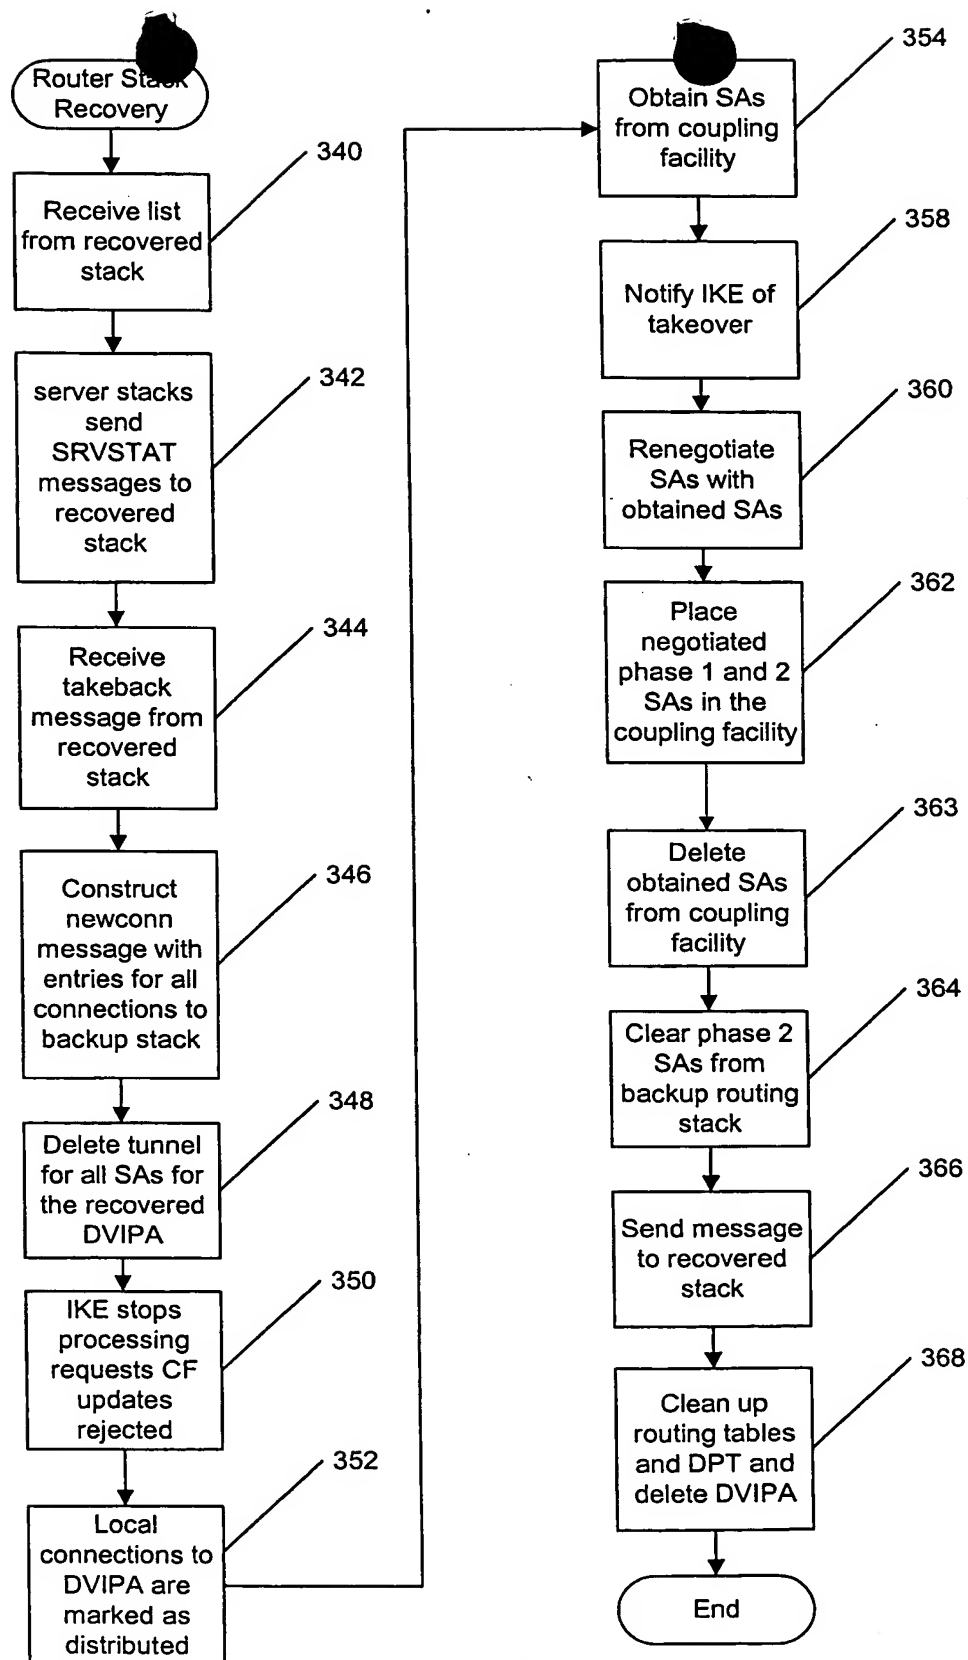 Router Stack
Recovery
340
Receive list
from recovered
stack
342
server stacks
send
SRVSTAT
messages to
recovered
stack
344
Receive
takeback
message from
recovered
stack
346
Construct
newconn
message with
entries for all
connections to
backup stack
348
Delete tunnel
for all SAs for
the recovered
DVIPA
350
IKE stops
processing
requests CF
updates
rejected
352
Local
connections to
DVIPA are
marked as
distributed
354
Obtain SAs
from coupling
facility
358
Notify IKE of
takeover
360
Renegotiate
SAs with
obtained SAs
362
Place
negotiated
phase 1 and 2
SAs in the
coupling facility
363
Delete
obtained SAs
from coupling
facility
364
Clear phase 2
SAs from
backup routing
stack
366
Send message
to recovered
stack
368
Clean up
routing tables
and DPT and
delete DVIPA
End